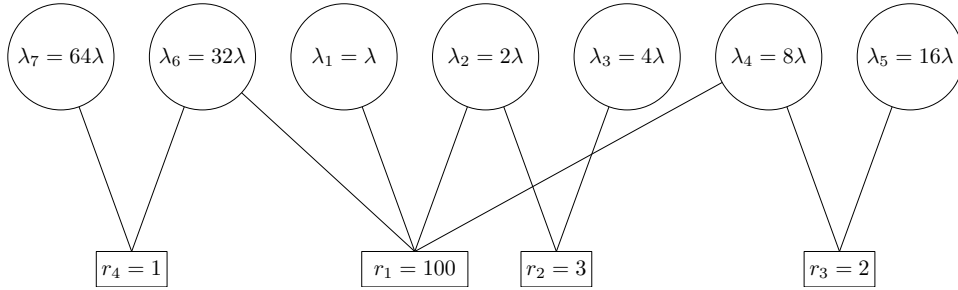 λ₇ = 64λ
λ₆ = 32λ
λ₁ = λ
λ₂ = 2λ
λ₃ = 4λ
λ₄ = 8λ
λ₅ = 16λ
r₄ = 1
r₁ = 100
r₂ = 3
r₃ = 2